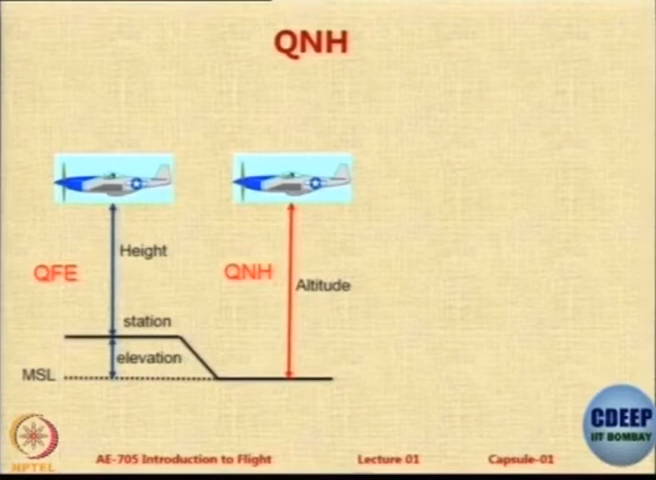 QNH
Height
QFE
QNH
Altitude
station
elevation
MSL
CDEEP
IIT BOMBAY
NPTEL
AE-705 Introduction to Flight
Lecture 01
Capsule-01